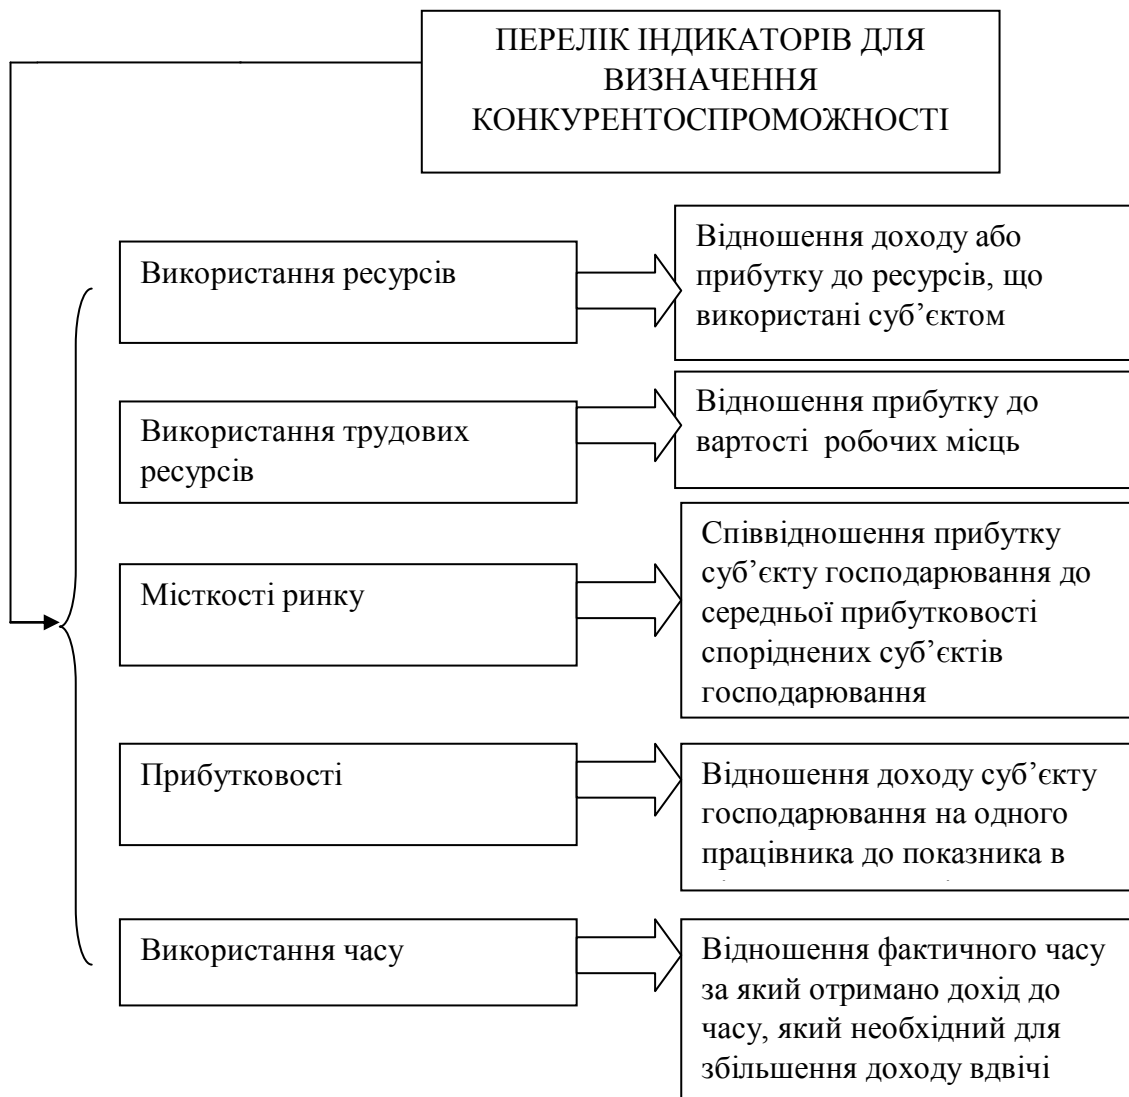 ПЕРЕЛІК ІНДИКАТОРІВ ДЛЯ
ВИЗНАЧЕННЯ
КОНКУРЕНТОСПРОМОЖНОСТІ
Використання ресурсів
Відношення доходу або
прибутку до ресурсів, що
використані суб’єктом
Використання трудових
ресурсів
Відношення прибутку до
вартості  робочих місць
Місткості ринку
Співвідношення прибутку
суб’єкту господарювання до
середньої прибутковості
споріднених суб’єктів
господарювання
Прибутковості
Відношення доходу суб’єкту
господарювання на одного
працівника до показника в
Використання часу
Відношення фактичного часу
за який отримано дохід до
часу, який необхідний для
збільшення доходу вдвічі